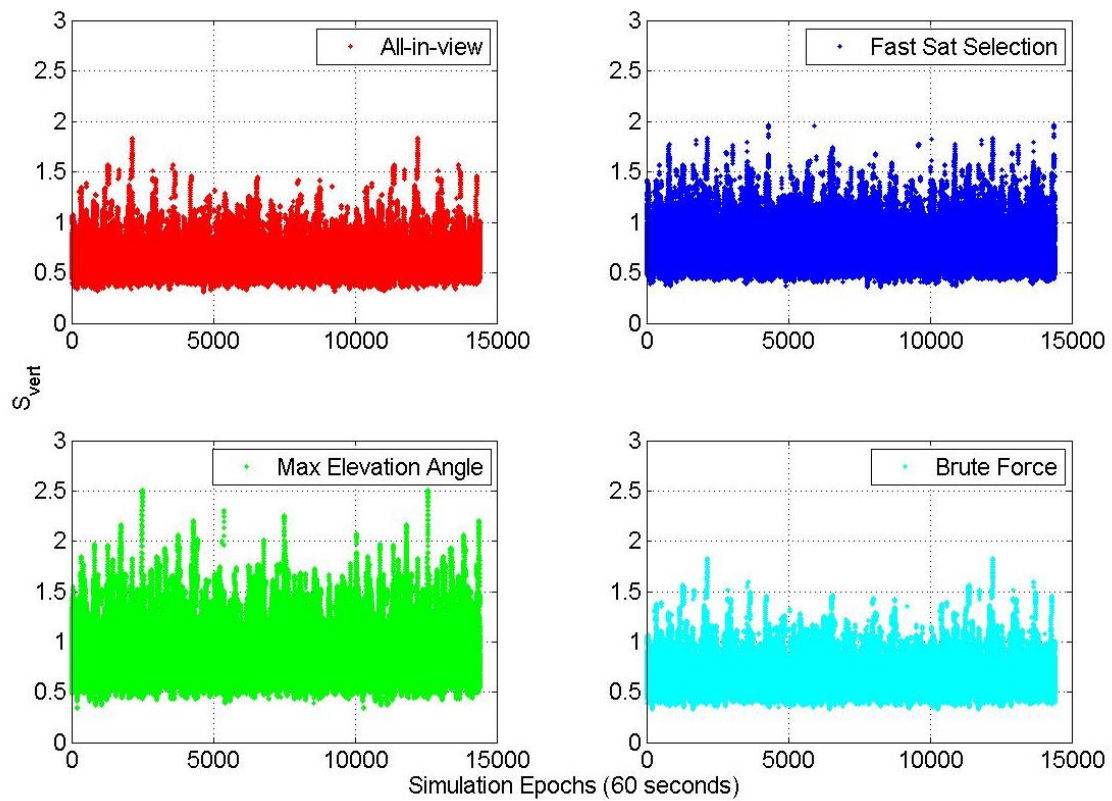 3
2.5
2
1.5
1
0.5
0
0 5000 10000 15000
All-in-view
3
2.5
2
1.5
1
0.5
0
0 5000 10000 15000
Fast Sat Selection
S_vert
3
2.5
2
1.5
1
0.5
0
0 5000 10000 15000
Max Elevation Angle
3
2.5
2
1.5
1
0.5
0
0 5000 10000 15000
Brute Force
Simulation Epochs (60 seconds)